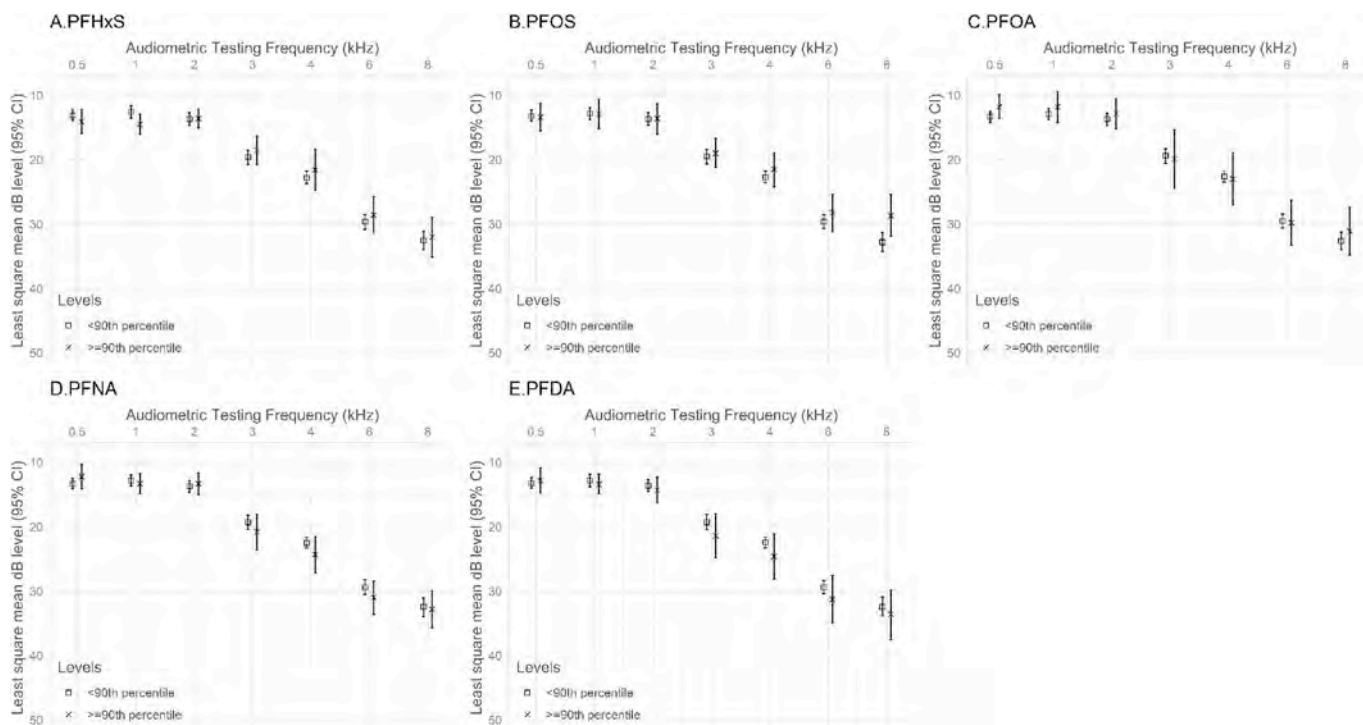 A.PFHxS
Audiometric Testing Frequency (kHz)
0.5 1 2 3 4 6 8
Least square mean dB level (95% CI)
10
20
30
40
50
Levels
<90th percentile
>=90th percentile
B.PFOS
Audiometric Testing Frequency (kHz)
0.5 1 2 3 4 6 8
Least square mean dB level (95% CI)
10
20
30
40
50
Levels
<90th percentile
>=90th percentile
C.PFOA
Audiometric Testing Frequency (kHz)
0.5 1 2 3 4 6 8
Least square mean dB level (95% CI)
10
20
30
40
50
Levels
<90th percentile
>=90th percentile
D.PFNA
Audiometric Testing Frequency (kHz)
0.5 1 2 3 4 6 8
Least square mean dB level (95% CI)
10
20
30
40
50
Levels
<90th percentile
>=90th percentile
E.PFDA
Audiometric Testing Frequency (kHz)
0.5 1 2 3 4 6 8
Least square mean dB level (95% CI)
10
20
30
40
50
Levels
<90th percentile
>=90th percentile